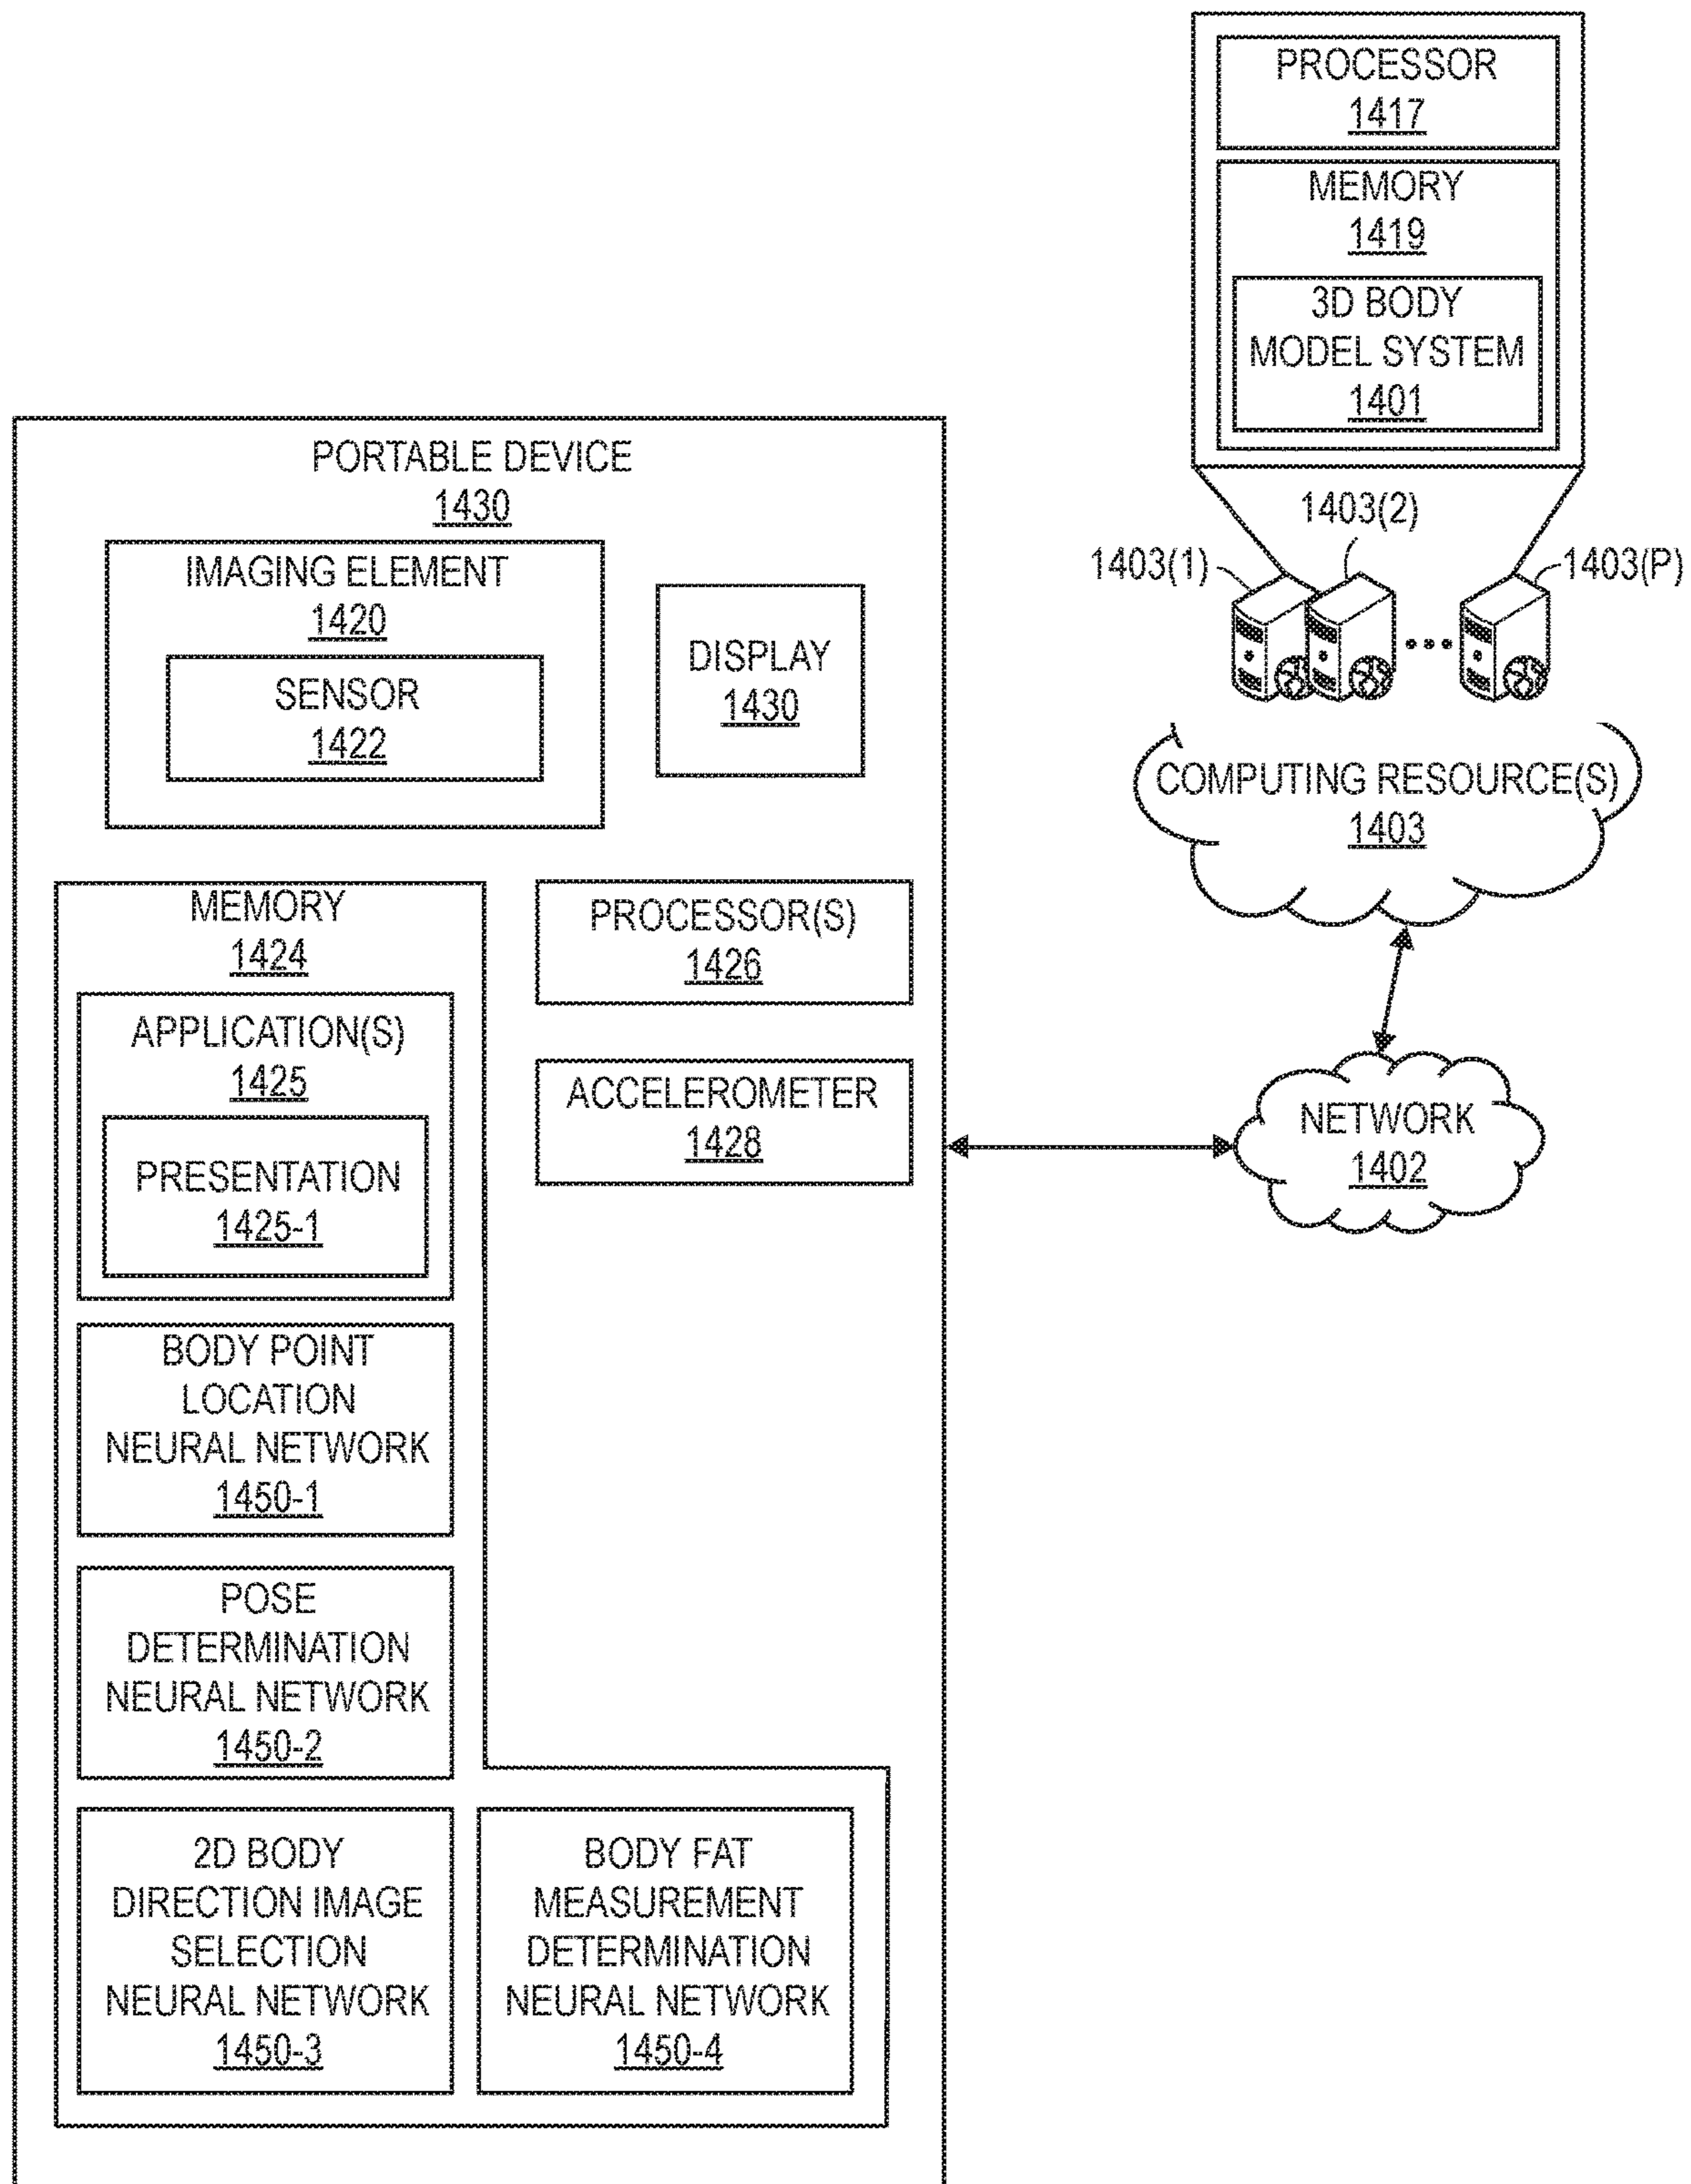 PROCESSOR
1417
MEMORY
1419
3D BODY
MODEL SYSTEM
1401
1403(1)
1403(2)
1403(P)
COMPUTING RESOURCE(S)
1403
NETWORK
1402
PORTABLE DEVICE
1430
IMAGING ELEMENT
1420
SENSOR
1422
DISPLAY
1430
MEMORY
1424
APPLICATION(S)
1425
PRESENTATION
1425-1
PROCESSOR(S)
1426
ACCELEROMETER
1428
BODY POINT
LOCATION
NEURAL NETWORK
1450-1
POSE
DETERMINATION
NEURAL NETWORK
1450-2
2D BODY
DIRECTION IMAGE
SELECTION
NEURAL NETWORK
1450-3
BODY FAT
MEASUREMENT
DETERMINATION
NEURAL NETWORK
1450-4